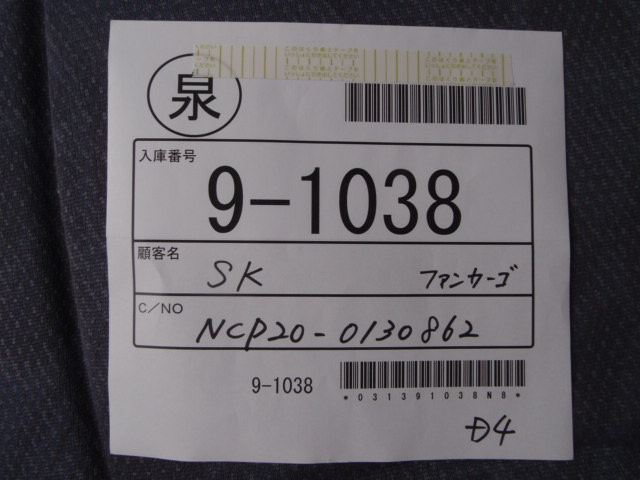 泉
入庫番号
9-1038
顧客名
SK ファンカーゴ
C/NO
NCP20-0130862
9-1038
*031391038N8*
D4